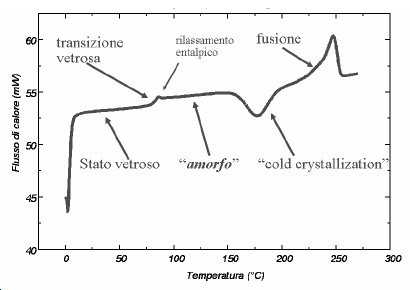 60
55
50
45
40
Flusso di calore (mW)
transizione
vetrosa
rilassamento
entalpico
fusione
Stato vetroso
“amorfo”
“cold crystallization”
0
50
100
150
200
250
300
Temperatura (°C)